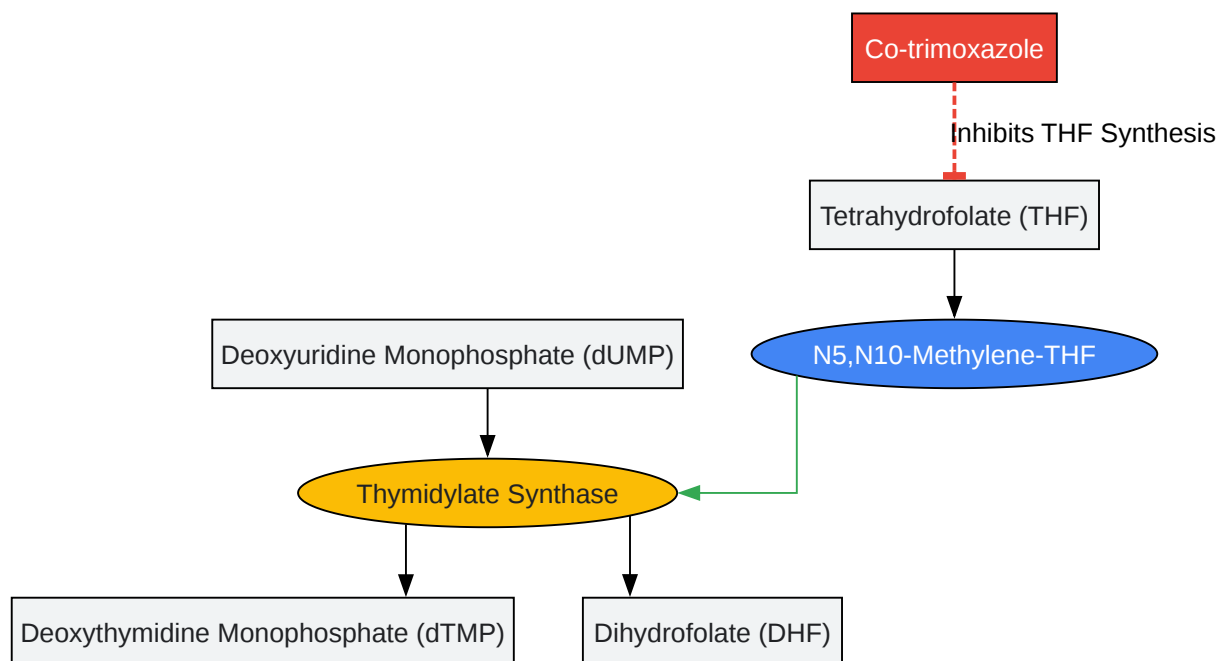 Co-trimoxazole
Inhibits THF Synthesis
Tetrahydrofolate (THF)
Deoxyuridine Monophosphate (dUMP)
N5,N10-Methylene-THF
Thymidylate Synthase
Deoxythymidine Monophosphate (dTMP)
Dihydrofolate (DHF)